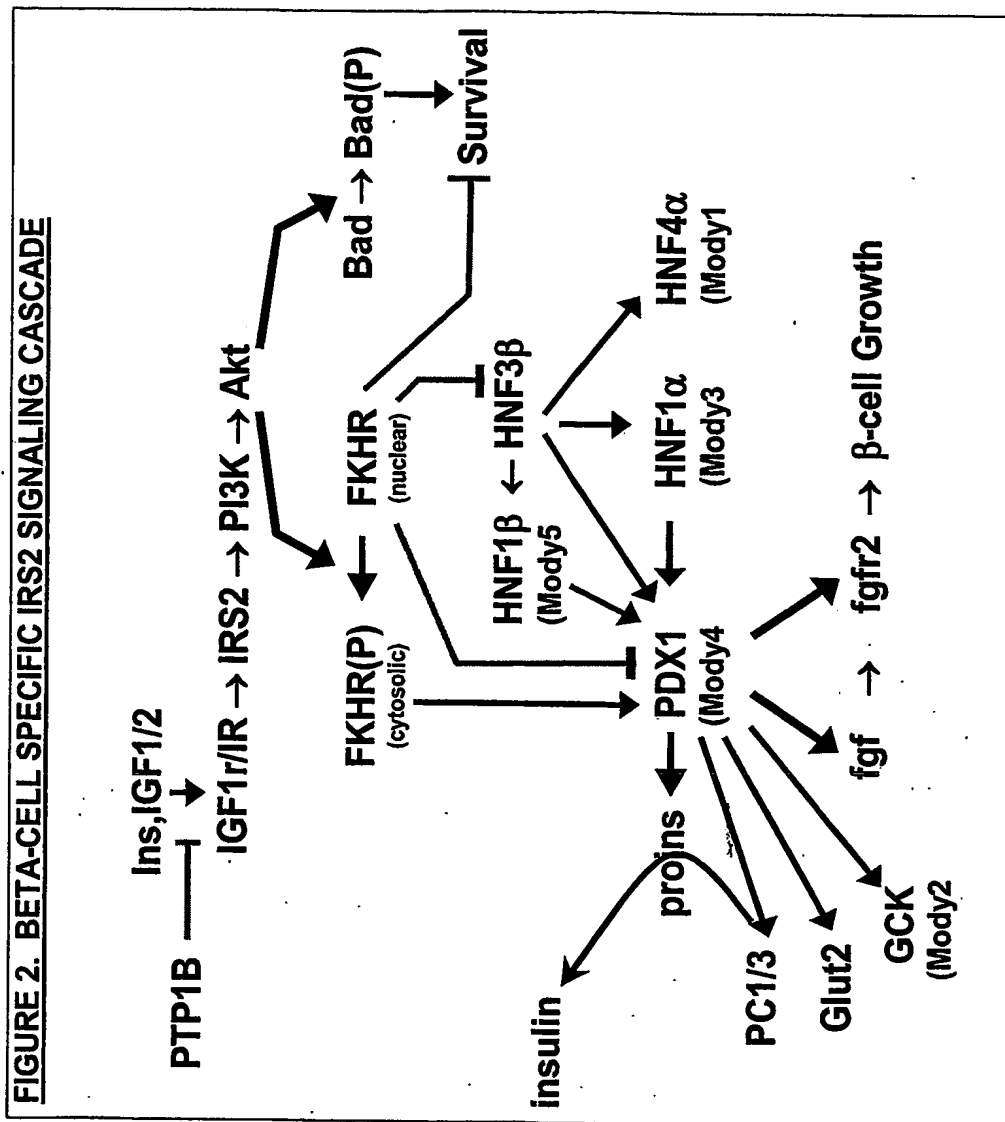 FIGURE 2. BETA-CELL SPECIFIC IRS2 SIGNALING CASCADE
Ins,IGF1/2
PTP1B
IGF1r/IR → IRS2 → PI3K → Akt
Bad → Bad(P)
Survival
FKHR(P)
(cytosolic)
FKHR
(nuclear)
HNF1β ← HNF3β
(Mody5)
HNF4α
(Mody1)
HNF1α
(Mody3)
PDX1
(Mody4)
proins
insulin
PC1/3
Glut2
GCK
(Mody2)
fgf → fgfr2 → β-cell Growth